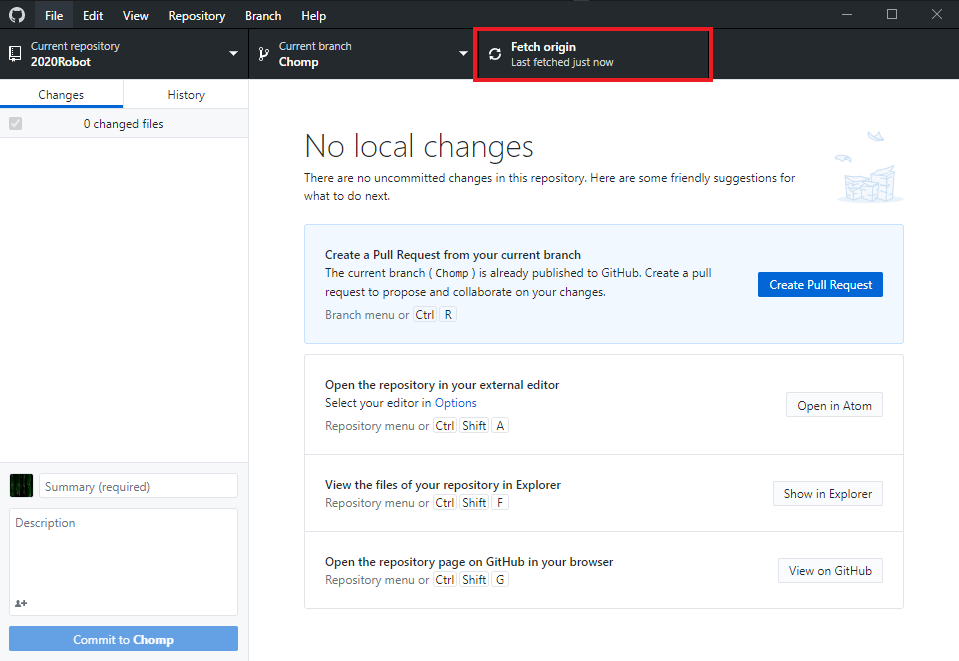 File Edit View Repository Branch Help
Current repository
2020Robot
Current branch
Chomp
Fetch origin
Last fetched just now
Changes History
0 changed files
No local changes
There are no uncommitted changes in this repository. Here are some friendly suggestions for
what to do next.
Create a Pull Request from your current branch
The current branch ( Chomp ) is already published to GitHub. Create a pull
request to propose and collaborate on your changes.
Branch menu or Ctrl R
Create Pull Request
Open the repository in your external editor
Select your editor in Options
Repository menu or Ctrl Shift A
Open in Atom
View the files of your repository in Explorer
Repository menu or Ctrl Shift F
Show in Explorer
Open the repository page on GitHub in your browser
Repository menu or Ctrl Shift G
View on GitHub
Summary (required)
Description
Commit to Chomp